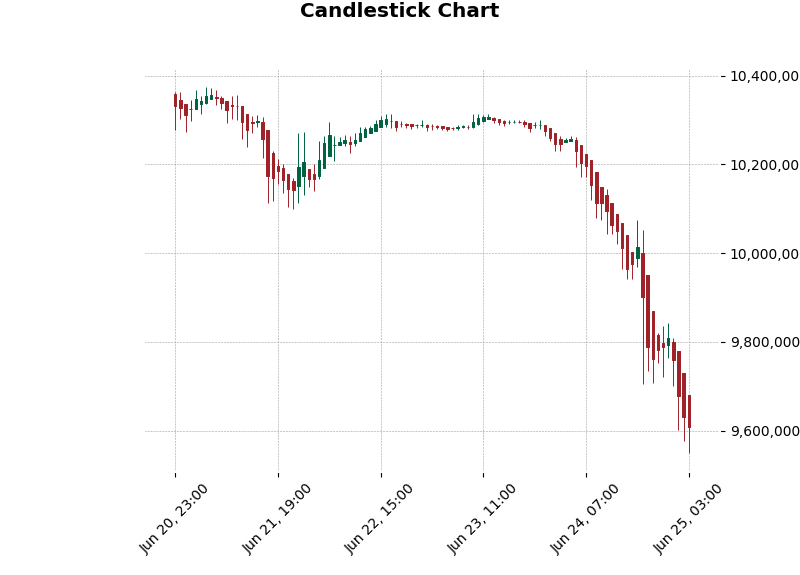 Candlestick Chart
10,400,00
10,200,00
10,000,00
9,800,000
9,600,000
Jun 20, 23:00
Jun 21, 19:00
Jun 22, 15:00
Jun 23, 11:00
Jun 24, 07:00
Jun 25, 03:00